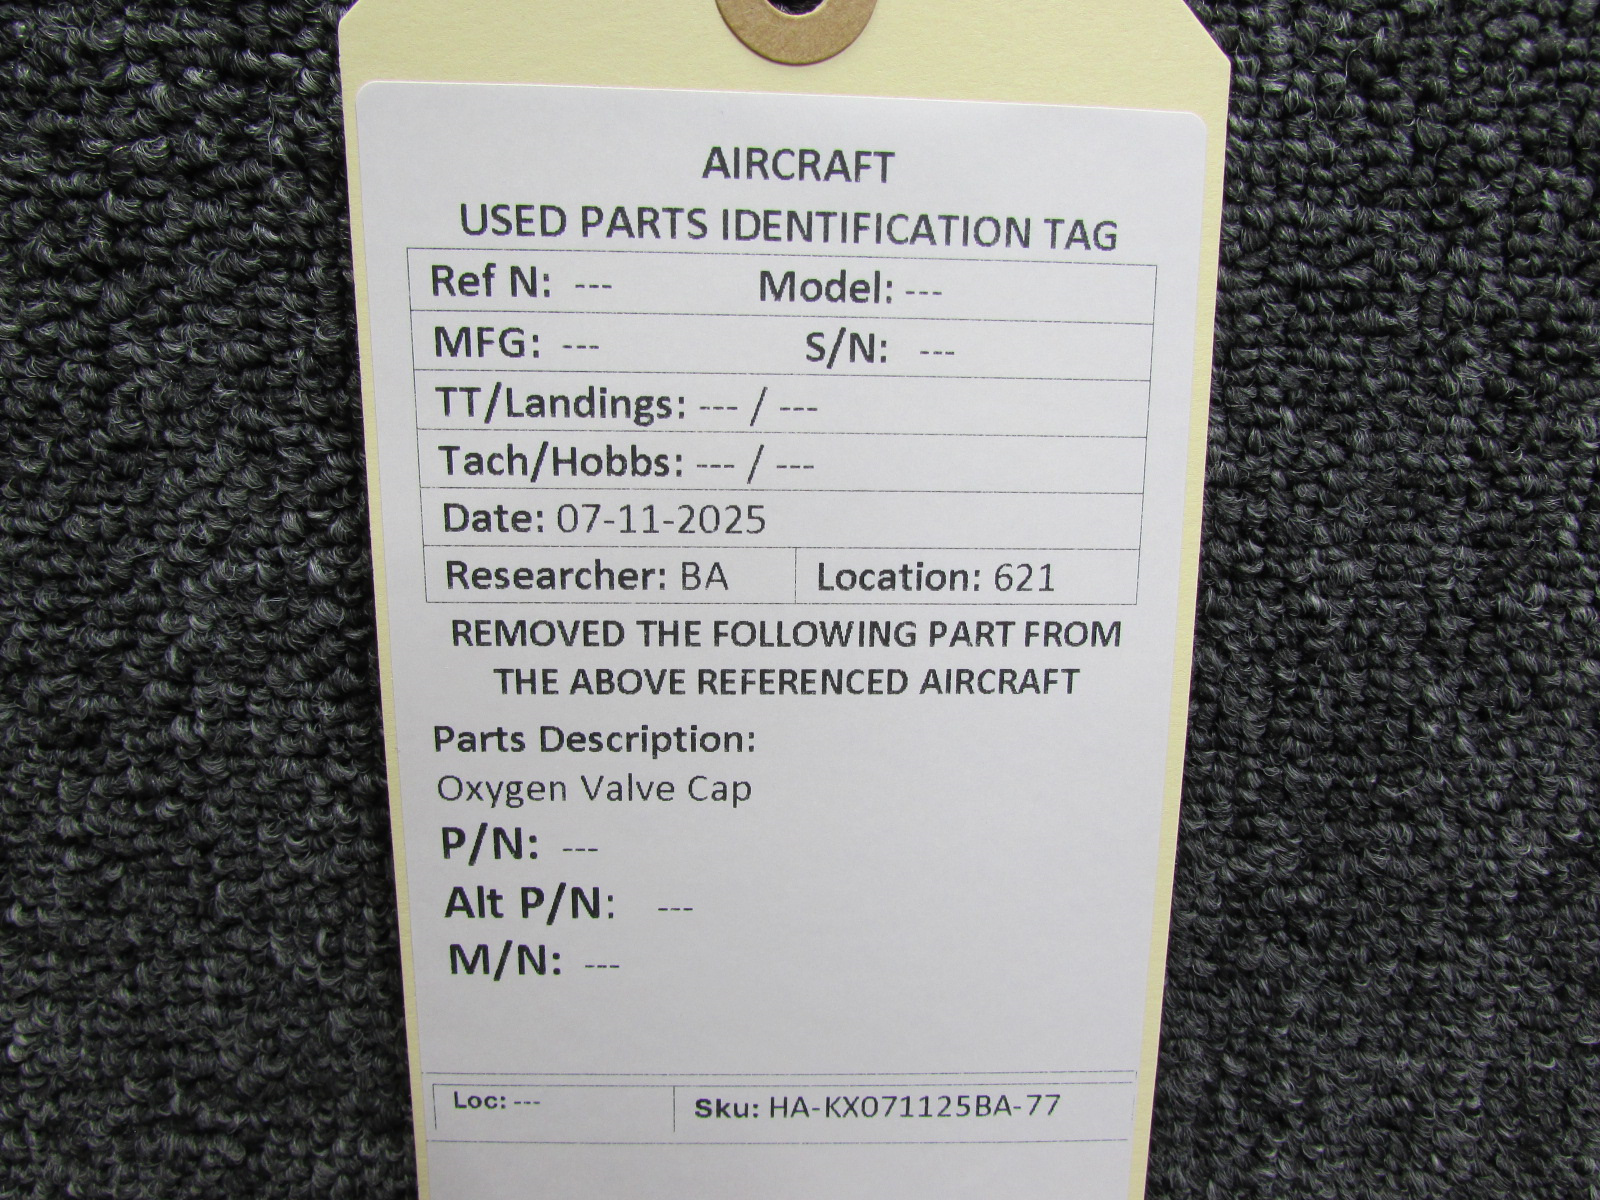 AIRCRAFT
USED PARTS IDENTIFICATION TAG
Ref N: --- Model: ---
MFG: --- S/N: ---
TT/Landings: --- / ---
Tach/Hobbs: --- / ---
Date: 07-11-2025
Researcher: BA Location: 621
REMOVED THE FOLLOWING PART FROM
THE ABOVE REFERENCED AIRCRAFT
Parts Description:
Oxygen Valve Cap
P/N: ---
Alt P/N: ---
M/N: ---
Loc: --- Sku: HA-KX071125BA-77